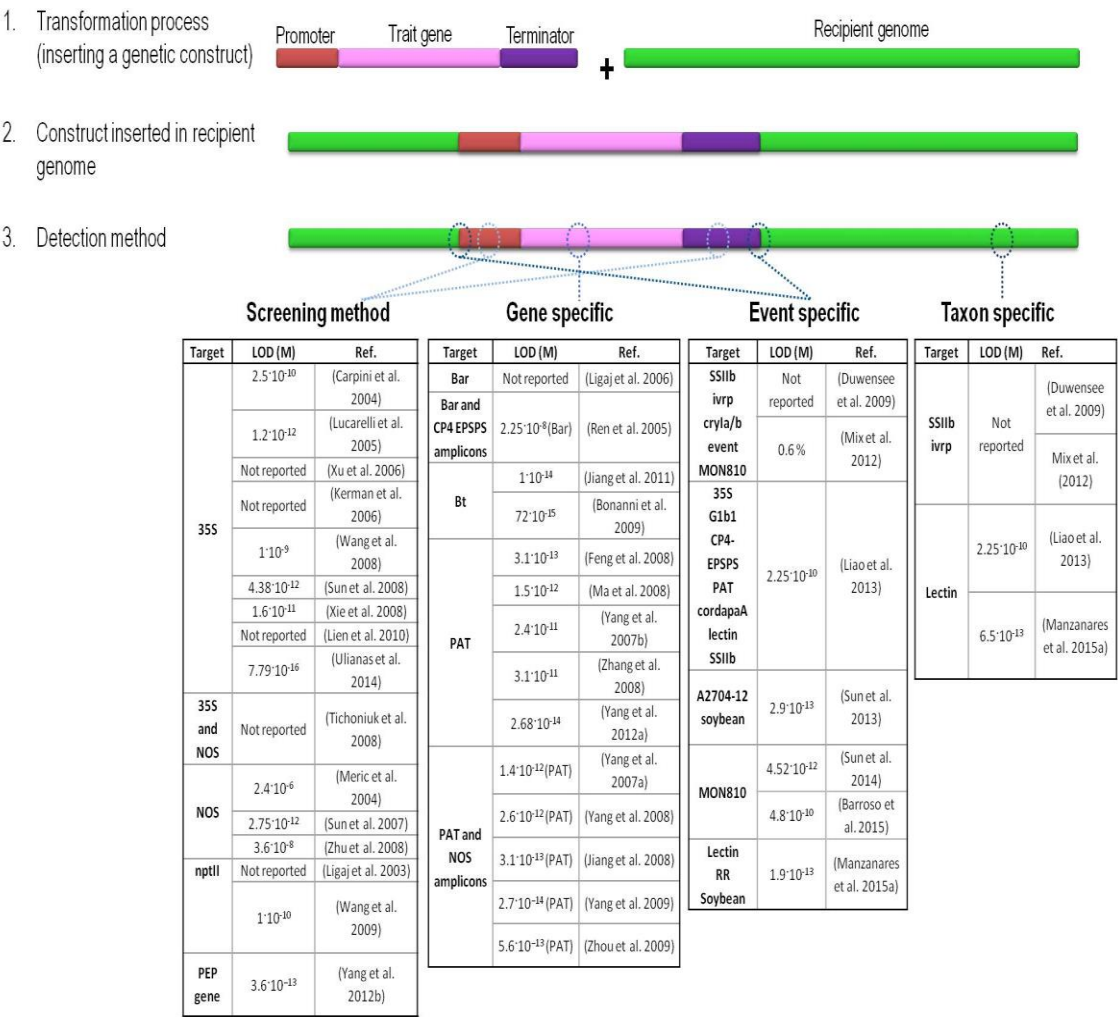 1. Transformation process
(inserting a genetic construct)
Promoter Trait gene Terminator
+
Recipient genome
2. Construct inserted in recipient
genome
3. Detection method
Screening method
Target LOD (M) Ref.
35S
2.5·10⁻¹⁰ (Carpini et al.
2004)
1.2·10⁻¹² (Lucarelli et al.
2005)
Not reported (Xu et al. 2006)
Not reported (Kerman et al.
2006)
1·10⁻⁹ (Wang et al.
2008)
4.38·10⁻¹² (Sun et al. 2008)
1.6·10⁻¹¹ (Xie et al. 2008)
Not reported (Lien et al. 2010)
7.79·10⁻¹⁶ (Ulianas et al.
2014)
35S
and
NOS
Not reported (Tichoniuk et al.
2008)
NOS
2.4·10⁻⁶ (Meric et al.
2004)
2.75·10⁻¹² (Sun et al. 2007)
3.6·10⁻⁸ (Zhu et al. 2008)
nptII Not reported (Ligaj et al. 2003)
1·10⁻¹⁰ (Wang et al.
2009)
PEP
gene
3.6·10⁻¹³ (Yang et al.
2012b)
Gene specific
Target LOD (M) Ref.
Bar Not reported (Ligaj et al. 2006)
Bar and
CP4 EPSPS
amplicons
2.25·10⁻⁸ (Bar) (Ren et al. 2005)
Bt
1·10⁻¹⁴ (Jiang et al. 2011)
72·10⁻¹⁵ (Bonanni et al.
2009)
PAT
3.1·10⁻¹³ (Feng et al. 2008)
1.5·10⁻¹² (Ma et al. 2008)
2.4·10⁻¹¹ (Yang et al.
2007b)
3.1·10⁻¹¹ (Zhang et al.
2008)
2.68·10⁻¹⁴ (Yang et al.
2012a)
PAT and
NOS
amplicons
1.4·10⁻¹² (PAT) (Yang et al.
2007a)
2.6·10⁻¹² (PAT) (Yang et al. 2008)
3.1·10⁻¹³ (PAT) (Jiang et al. 2008)
2.7·10⁻¹⁴ (PAT) (Yang et al. 2009)
5.6·10⁻¹³ (PAT) (Zhou et al. 2009)
Event specific
Target LOD (M) Ref.
SSIIb
ivrp
cryIa/b
event
MON810
Not
reported
(Duwensee
et al. 2009)
0.6% (Mix et al.
2012)
35S
G1b1
CP4-
EPSPS
PAT
cordapaA
lectin
SSIIb
2.25·10⁻¹⁰ (Liao et al.
2013)
A2704-12
soybean
2.9·10⁻¹³ (Sun et al.
2013)
MON810
4.52·10⁻¹² (Sun et al.
2014)
4.8·10⁻¹⁰ (Barroso et
al. 2015)
Lectin
RR
Soybean
1.9·10⁻¹³ (Manzanares
et al. 2015a)
Taxon specific
Target LOD (M) Ref.
SSIIb
ivrp
Not
reported
(Duwensee
et al. 2009)
Mix et al.
(2012)
Lectin
2.25·10⁻¹⁰ (Liao et al.
2013)
6.5·10⁻¹³ (Manzanares
et al. 2015a)